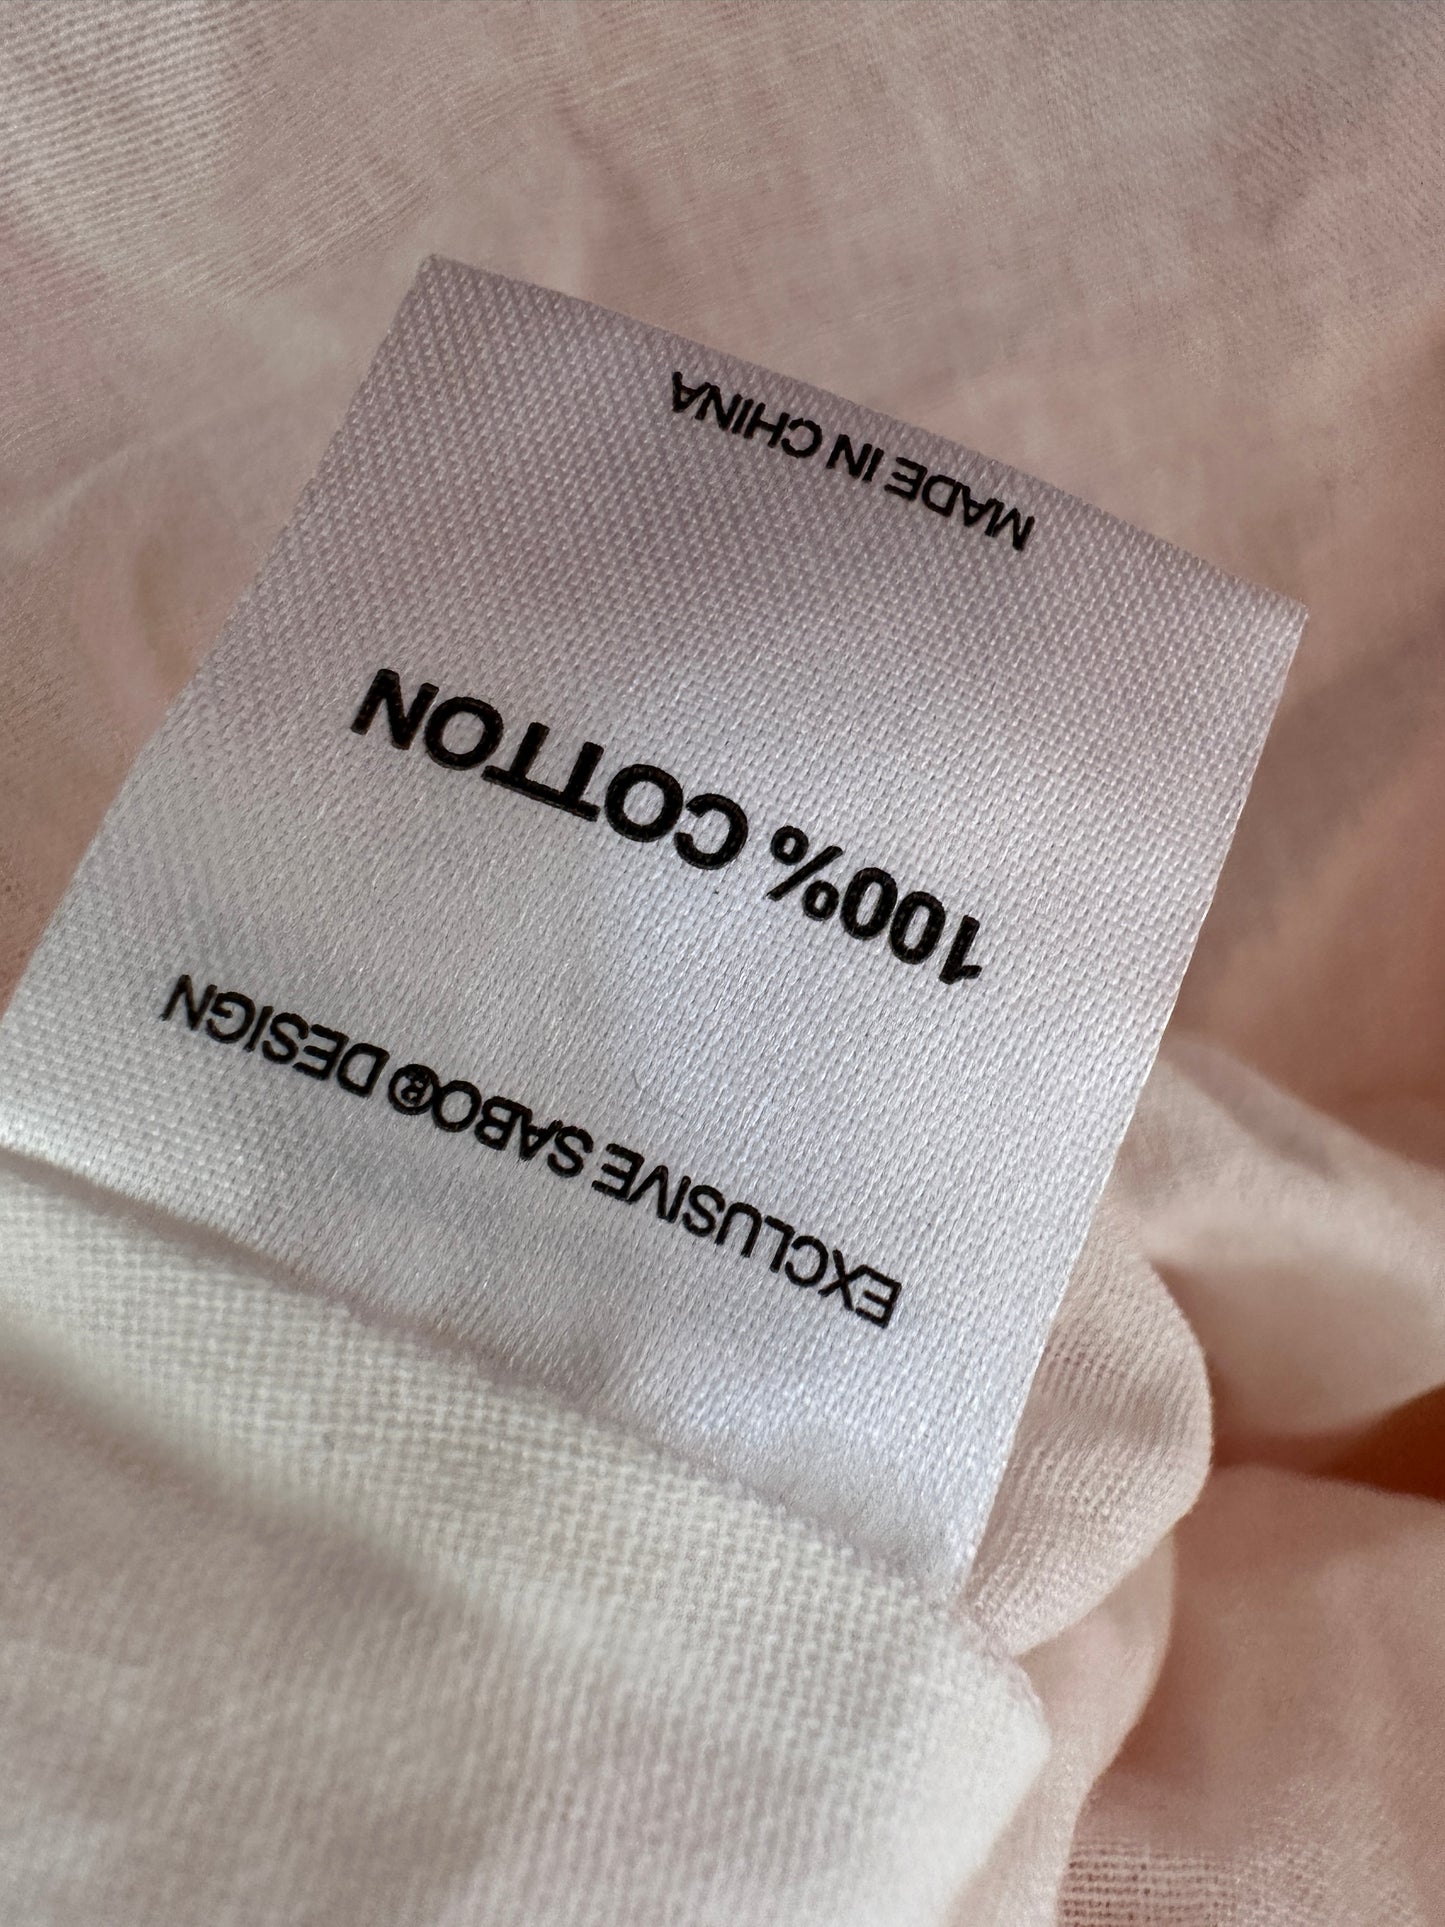 EXCLUSIVE SABO® DESIGN
100% COTTON
MADE IN CHINA